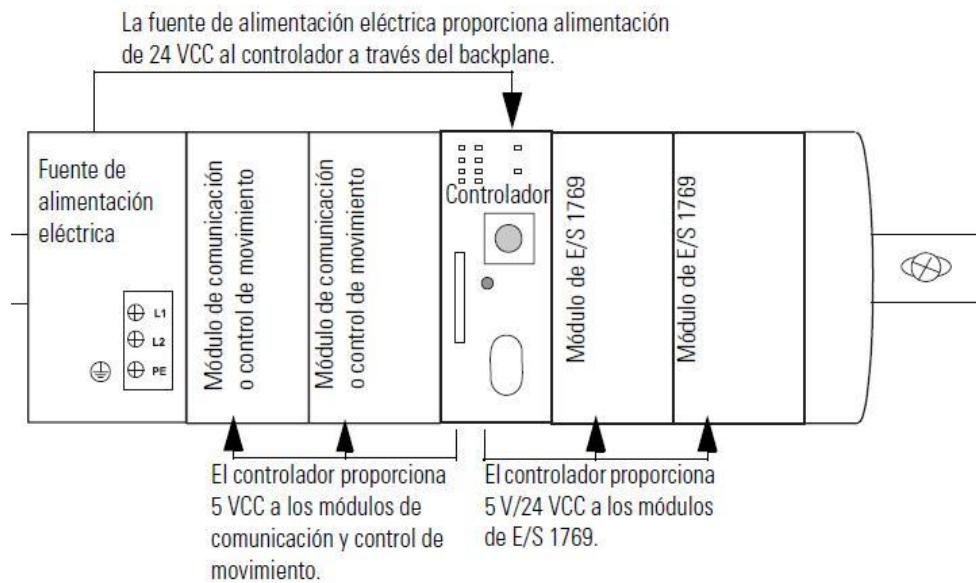 La fuente de alimentación eléctrica proporciona alimentación
de 24 VCC al controlador a través del backplane.
Fuente de
alimentación
eléctrica
L1
L2
PE
Módulo de comunicación
o control de movimiento
Módulo de comunicación
o control de movimiento
Controlador
Módulo de E/S 1769
Módulo de E/S 1769
El controlador proporciona
5 VCC a los módulos de
comunicación y control de
movimiento.
El controlador proporciona
5 V/24 VCC a los módulos
de E/S 1769.